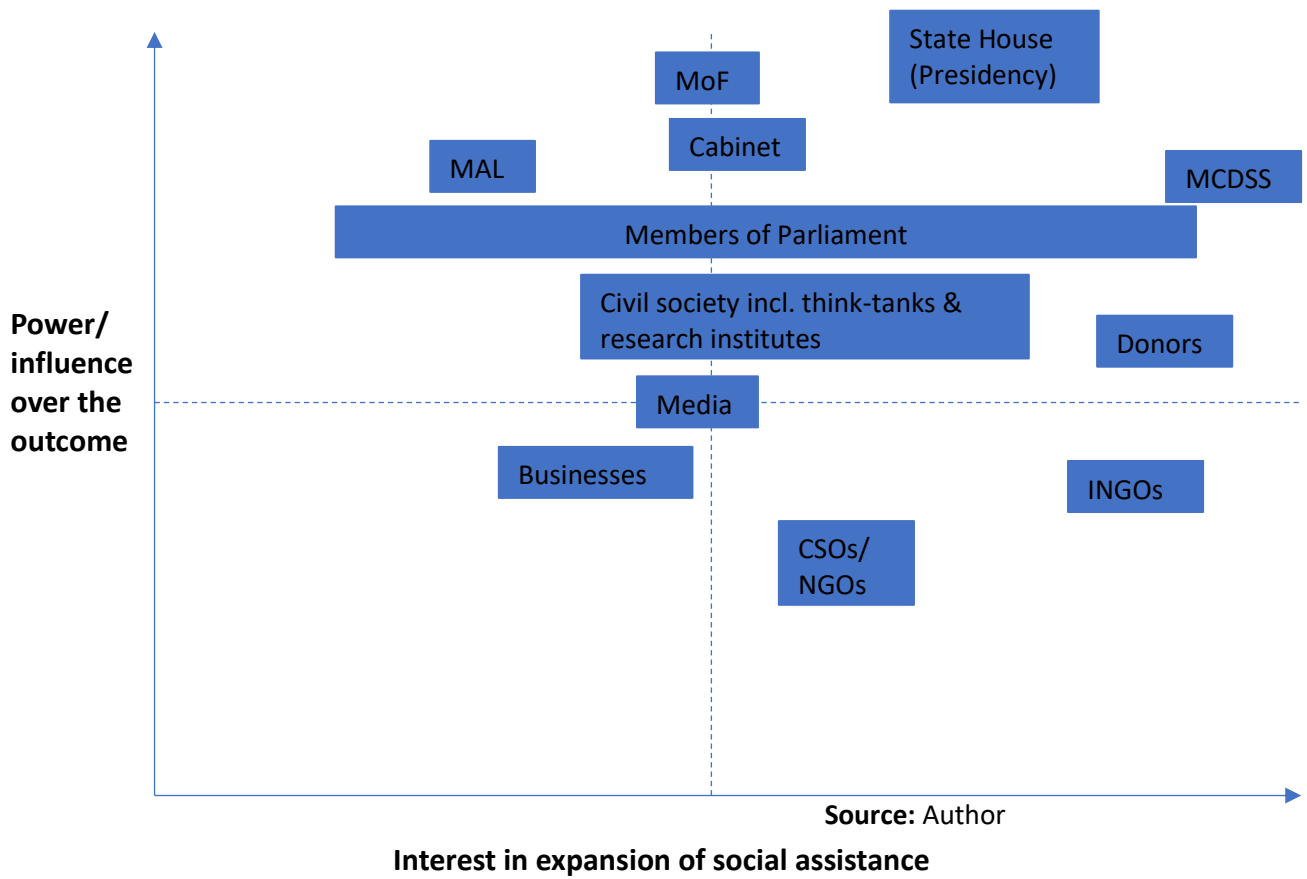 State House
(Presidency)
MoF
Cabinet
MAL
MCDSS
Members of Parliament
Civil society incl. think-tanks &
research institutes
Donors
Power/
influence
over the
outcome
Media
Businesses
INGOs
CSOs/
NGOs
Source: Author
Interest in expansion of social assistance